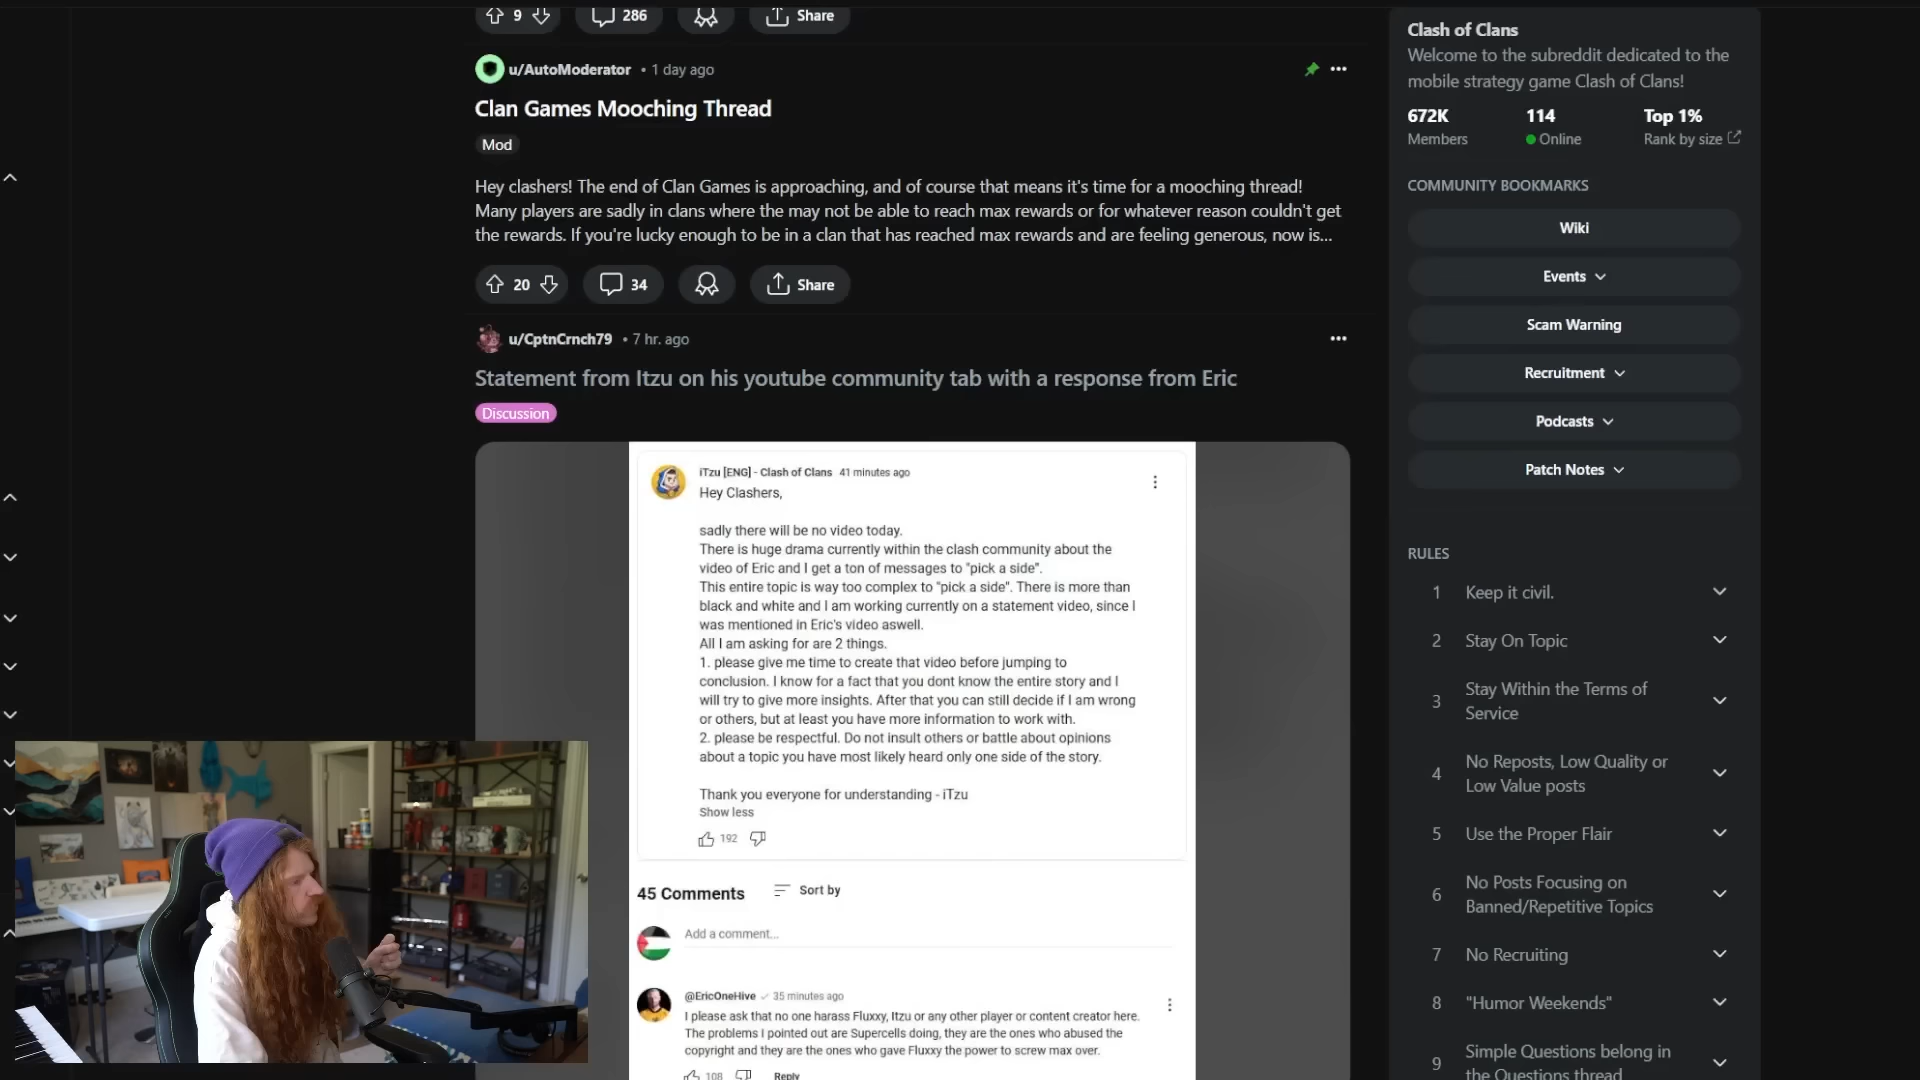 9
286
Share
u/AutoModerator • 1 day ago
Clan Games Mooching Thread
Mod
Hey clashers! The end of Clan Games is approaching, and of course that means it's time for a mooching thread!
Many players are sadly in clans where the may not be able to reach max rewards or for whatever reason couldn't get
the rewards. If you're lucky enough to be in a clan that has reached max rewards and are feeling generous, now is...
20
34
Share
u/CptnCrnch79 • 7 hr. ago
Statement from Itzu on his youtube community tab with a response from Eric
Discussion
iTzu [ENG] - Clash of Clans 41 minutes ago
Hey Clashers,
sadly there will be no video today.
There is huge drama currently within the clash community about the
video of Eric and I get a ton of messages to "pick a side".
This entire topic is way too complex to "pick a side". There is more than
black and white and I am working currently on a statement video, since I
was mentioned in Eric's video aswell.
All I am asking for are 2 things.
1. please give me time to create that video before jumping to
conclusion. I know for a fact that you dont know the entire story and I
will try to give more insights. After that you can still decide if I am wrong
or others, but at least you have more information to work with.
2. please be respectful. Do not insult others or battle about opinions
about a topic you have most likely heard only one side of the story.
Thank you everyone for understanding - iTzu
Show less
192
45 Comments
Sort by
Add a comment...
@EricOneHive 35 minutes ago
I please ask that no one harass Fluxxy, Itzu or any other player or content creator here.
The problems I pointed out are Supercells doing, they are the ones who abused the
copyright and they are the ones who gave Fluxxy the power to screw max over.
108
Reply
Clash of Clans
Welcome to the subreddit dedicated to the
mobile strategy game Clash of Clans!
672K
114
Top 1%
Members
Online
Rank by size
COMMUNITY BOOKMARKS
Wiki
Events
Scam Warning
Recruitment
Podcasts
Patch Notes
RULES
1 Keep it civil.
2 Stay On Topic
3 Stay Within the Terms of
Service
4 No Reposts, Low Quality or
Low Value posts
5 Use the Proper Flair
6 No Posts Focusing on
Banned/Repetitive Topics
7 No Recruiting
8 "Humor Weekends"
9 Simple Questions belong in
the Questions thread